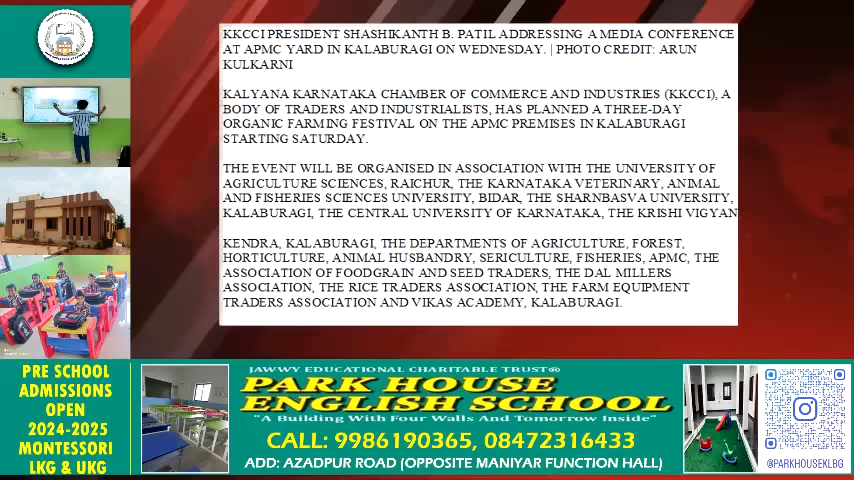 KKCCI PRESIDENT SHASHIKANTH B. PATIL ADDRESSING A MEDIA CONFERENCE
AT APMC YARD IN KALABURAGI ON WEDNESDAY. | PHOTO CREDIT: ARUN
KULKARNI
KALYANA KARNATAKA CHAMBER OF COMMERCE AND INDUSTRIES (KKCCI), A
BODY OF TRADERS AND INDUSTRIALISTS, HAS PLANNED A THREE-DAY
ORGANIC FARMING FESTIVAL ON THE APMC PREMISES IN KALABURAGI
STARTING SATURDAY.
THE EVENT WILL BE ORGANISED IN ASSOCIATION WITH THE UNIVERSITY OF
AGRICULTURE SCIENCES, RAICHUR, THE KARNATAKA VETERINARY, ANIMAL
AND FISHERIES SCIENCES UNIVERSITY, BIDAR, THE SHARNBASVA UNIVERSITY,
KALABURAGI, THE CENTRAL UNIVERSITY OF KARNATAKA, THE KRISHI VIGYAN
KENDRA, KALABURAGI, THE DEPARTMENTS OF AGRICULTURE, FOREST,
HORTICULTURE, ANIMAL HUSBANDRY, SERICULTURE, FISHERIES, APMC, THE
ASSOCIATION OF FOODGRAIN AND SEED TRADERS, THE DAL MILLERS
ASSOCIATION, THE RICE TRADERS ASSOCIATION, THE FARM EQUIPMENT
TRADERS ASSOCIATION AND VIKAS ACADEMY, KALABURAGI.
PRE SCHOOL
ADMISSIONS
OPEN
2024-2025
MONTESSORI
LKG & UKG
JAWWY EDUCATIONAL CHARITABLE TRUST®
PARK HOUSE
ENGLISH SCHOOL
"A Building With Four Walls And Tomorrow Inside"
CALL: 9986190365, 08472316433
ADD: AZADPUR ROAD (OPPOSITE MANIYAR FUNCTION HALL)
@PARKHOUSEKLBG